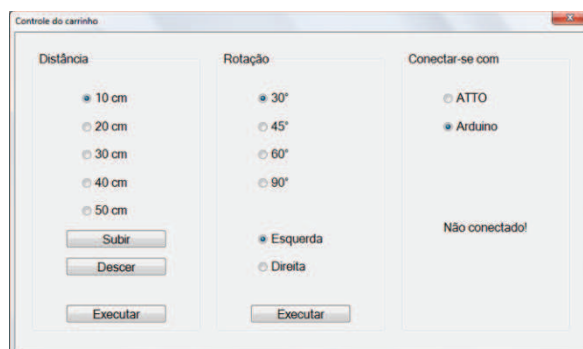 Controle do carrinho
Distância
10 cm
20 cm
30 cm
40 cm
50 cm
Subir
Descer
Executar
Rotação
30°
45°
60°
90°
Esquerda
Direita
Executar
Conectar-se com
ATTO
Arduino
Não conectado!